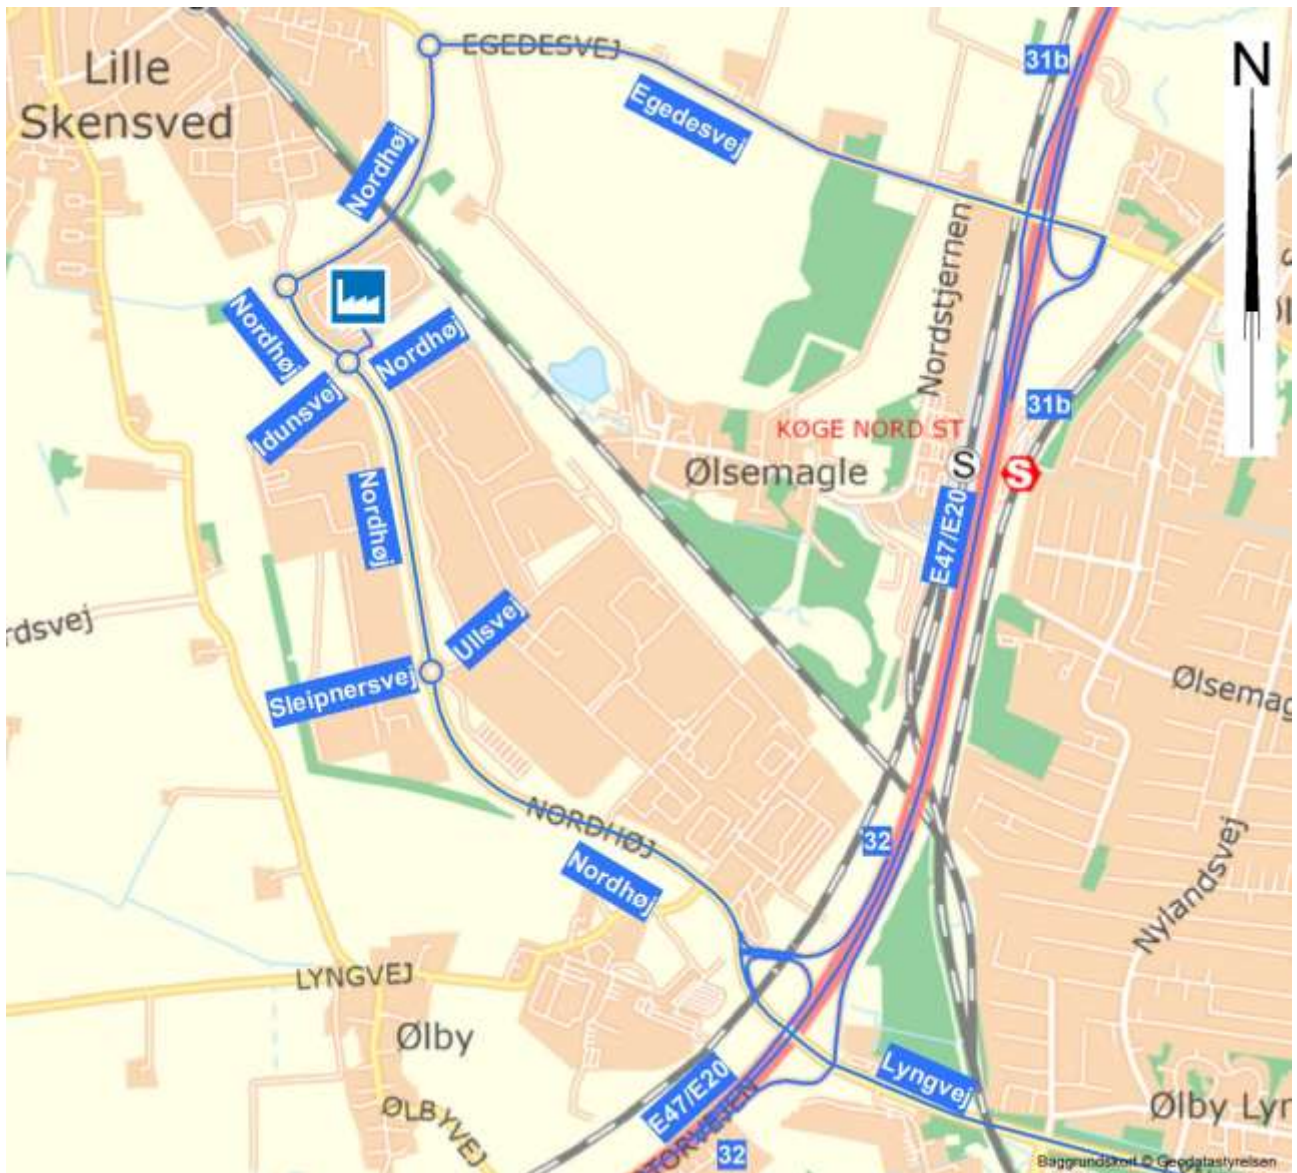 31b
EGEDESVEJ
Lille
Skensved
N
Egedesvej
Nordhøj
Nordstjernen
Nordhøj
Nordhøj
Idunsvej
31b
KØGE NORD ST
S
S
Ølsemagle
Nordhøj
E47/E20
Ullsvej
rdsvej
Sleipnersvej
Ølsemag
NORDHØJ
32
Nordhøj
Nylandsvej
LYNGVEJ
Ølby
Lyngvej
E47/E20
ØLBYVEJ
TORVEJEN
Ølby Lyn
32
Baggrundskort © Geodatastyrelsen